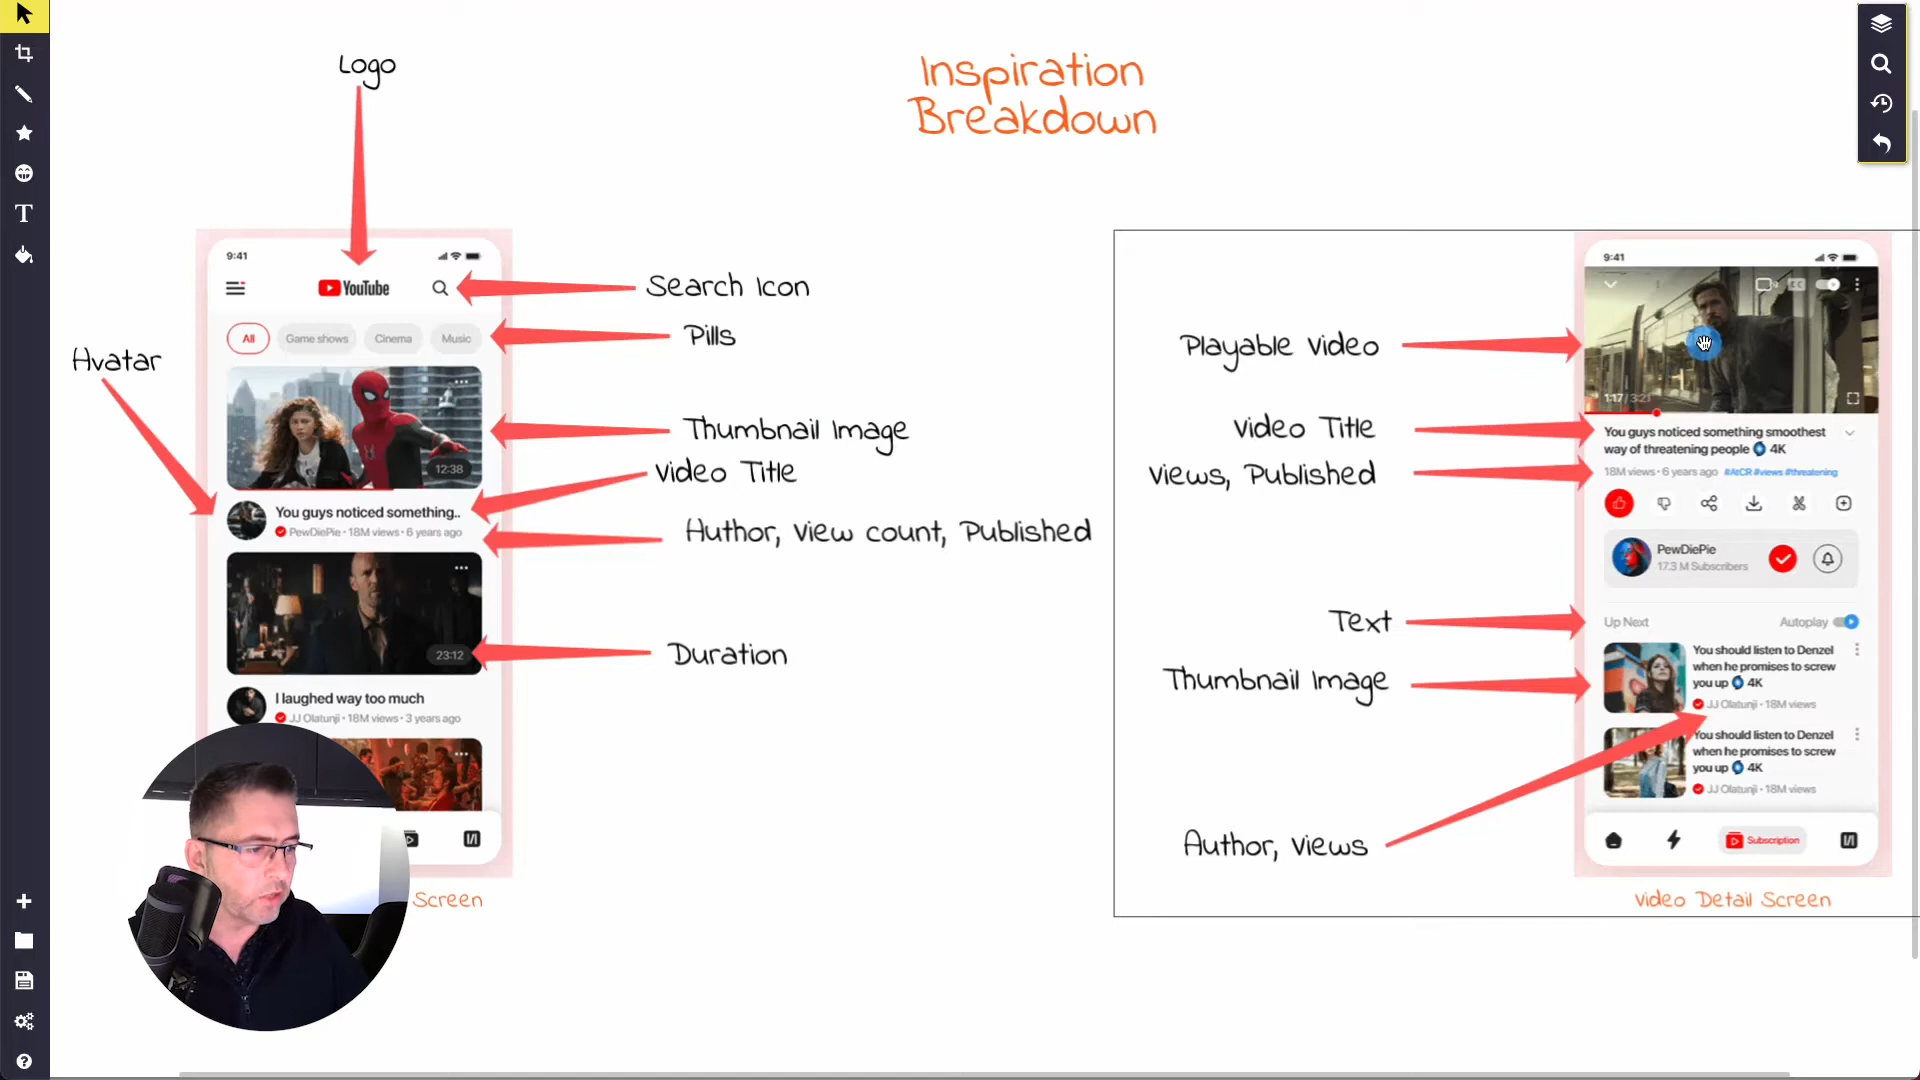 Inspiration
Breakdown
Logo
9:41
YouTube
Search Icon
All
Game shows
Cinema
Music
Pills
Avatar
12:38
Thumbnail Image
Video Title
You guys noticed something..
PewDiePie • 18M views • 6 years ago
Author, View count, Published
23:12
Duration
I laughed way too much
JJ Olatunji • 18M views • 3 years ago
Screen
9:41
CC
1:17 / 3:21
Playable Video
Video Title
You guys noticed something smoothest
way of threatening people 4K
Views, Published
18M views • 6 years ago #AtCR #views #threatening
PewDiePie
17.3 M Subscribers
Text
Up Next
Autoplay
Thumbnail Image
You should listen to Denzel
when he promises to screw
you up 4K
JJ Olatunji • 18M views
You should listen to Denzel
when he promises to screw
you up 4K
JJ Olatunji • 18M views
Author, Views
Subscription
Video Detail Screen